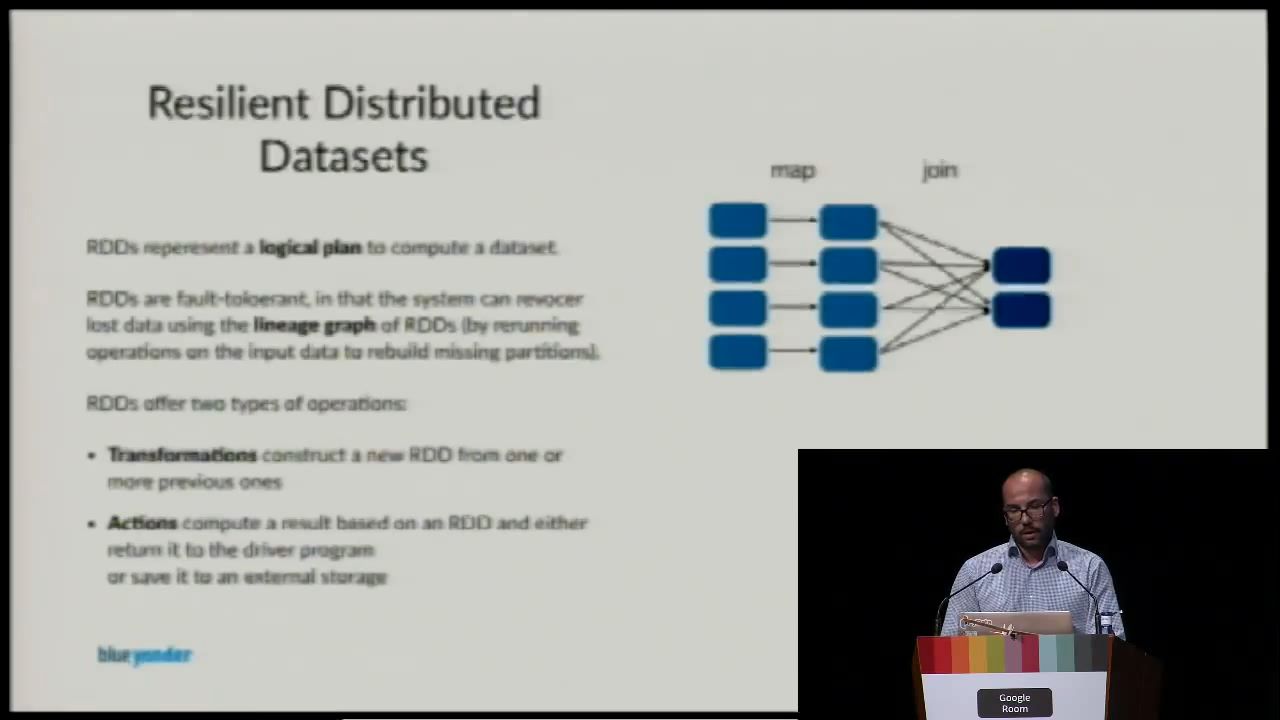 Resilient Distributed
Datasets
RDDs reperesent a logical plan to compute a dataset.
RDDs are fault-toloerant, in that the system can revocer
lost data using the lineage graph of RDDs (by rerunning
operations on the input data to rebuild missing partitions).
RDDs offer two types of operations:
• Transformations construct a new RDD from one or
more previous ones
• Actions compute a result based on an RDD and either
return it to the driver program
or save it to an external storage
blueyonder
map join
Google
Room